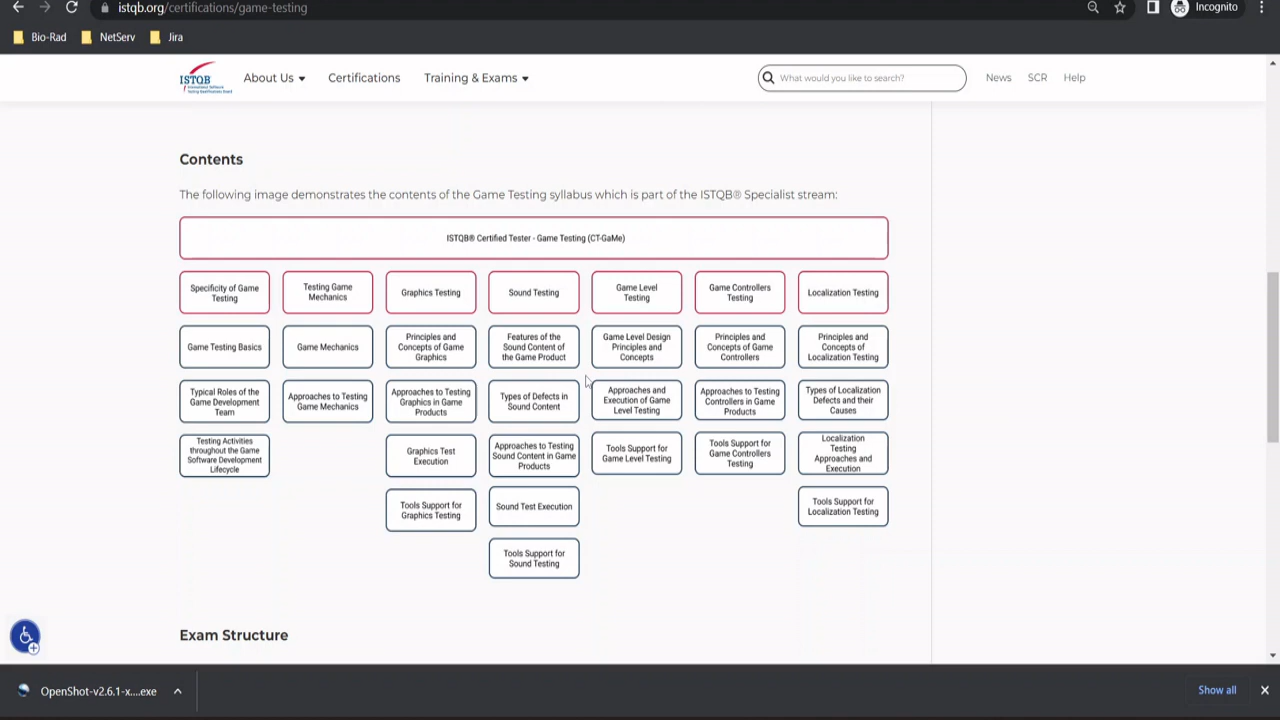 istqb.org/certifications/game-testing
Incognito
Bio-Rad
NetServ
Jira
ISTQB
International Software
Testing Qualifications Board
About Us
Certifications
Training & Exams
What would you like to search?
News
SCR
Help
Contents
The following image demonstrates the contents of the Game Testing syllabus which is part of the ISTQB® Specialist stream:
ISTQB® Certified Tester - Game Testing (CT-GaMe)
Specificity of Game
Testing
Testing Game
Mechanics
Graphics Testing
Sound Testing
Game Level
Testing
Game Controllers
Testing
Localization Testing
Game Testing Basics
Game Mechanics
Principles and
Concepts of Game
Graphics
Features of the
Sound Content of
the Game Product
Game Level Design
Principles and
Concepts
Principles and
Concepts of Game
Controllers
Principles and
Concepts of
Localization Testing
Typical Roles of the
Game Development
Team
Approaches to Testing
Game Mechanics
Approaches to Testing
Graphics in Game
Products
Types of Defects in
Sound Content
Approaches and
Execution of Game
Level Testing
Approaches to Testing
Controllers in Game
Products
Types of Localization
Defects and their
Causes
Testing Activities
throughout the Game
Software Development
Lifecycle
Graphics Test
Execution
Approaches to Testing
Sound Content in Game
Products
Tools Support for
Game Level Testing
Tools Support for
Game Controllers
Testing
Localization
Testing
Approaches and
Execution
Tools Support for
Graphics Testing
Sound Test Execution
Tools Support for
Localization Testing
Tools Support for
Sound Testing
Exam Structure
OpenShot-v2.6.1-x....exe
Show all